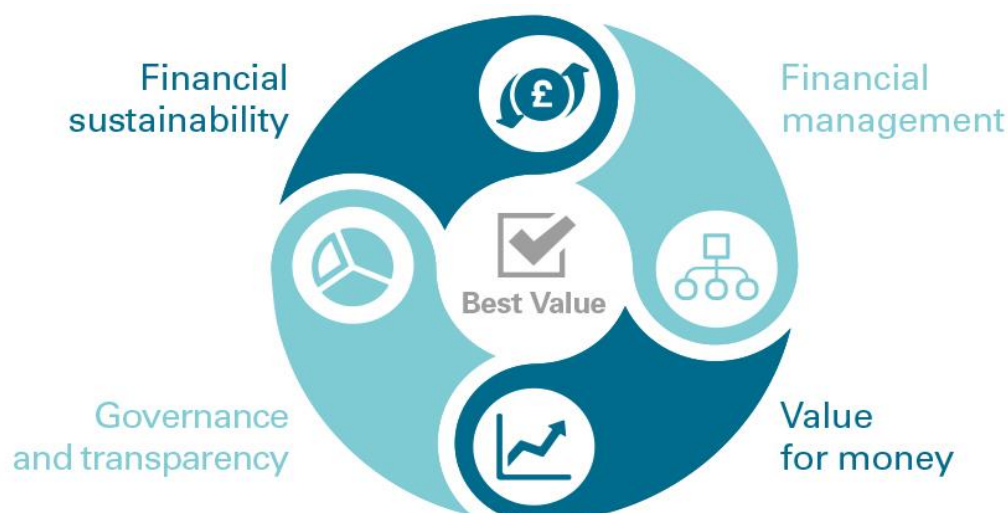 Financial
sustainability
Financial
management
£
Best Value
Governance
and transparency
Value
for money